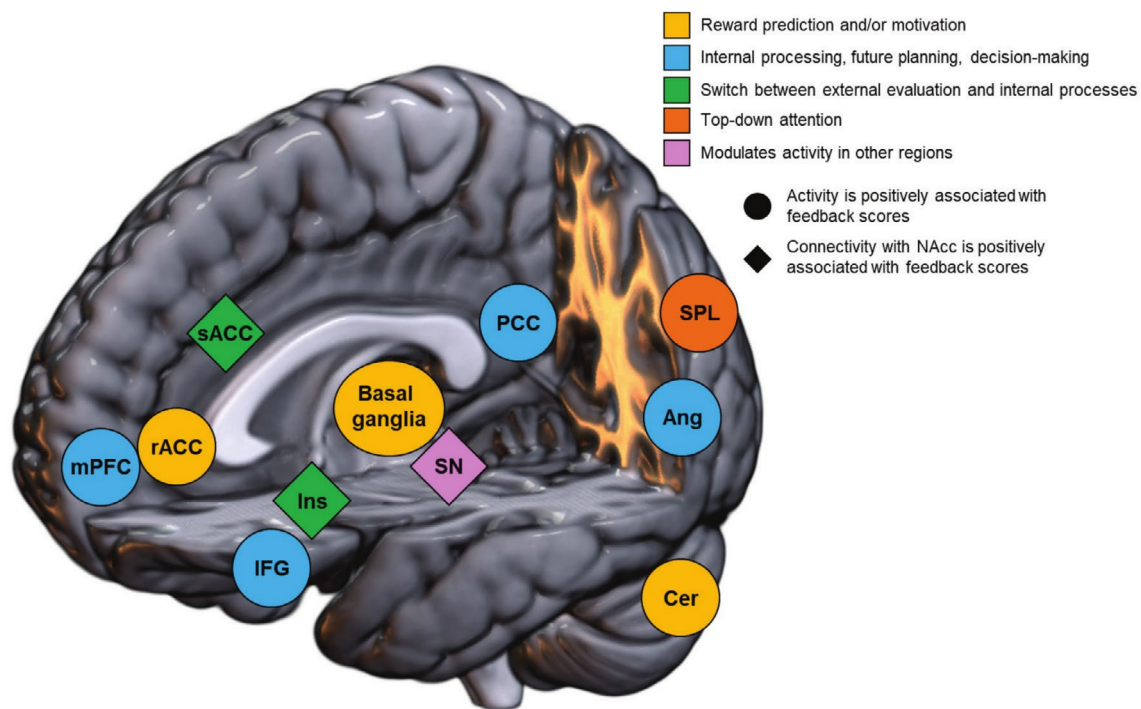 Reward prediction and/or motivation
Internal processing, future planning, decision-making
Switch between external evaluation and internal processes
Top-down attention
Modulates activity in other regions
Activity is positively associated with
feedback scores
Connectivity with NAcc is positively
associated with feedback scores
sACC
PCC
SPL
Basal
ganglia
Ang
rACC
mPFC
SN
Ins
IFG
Cer